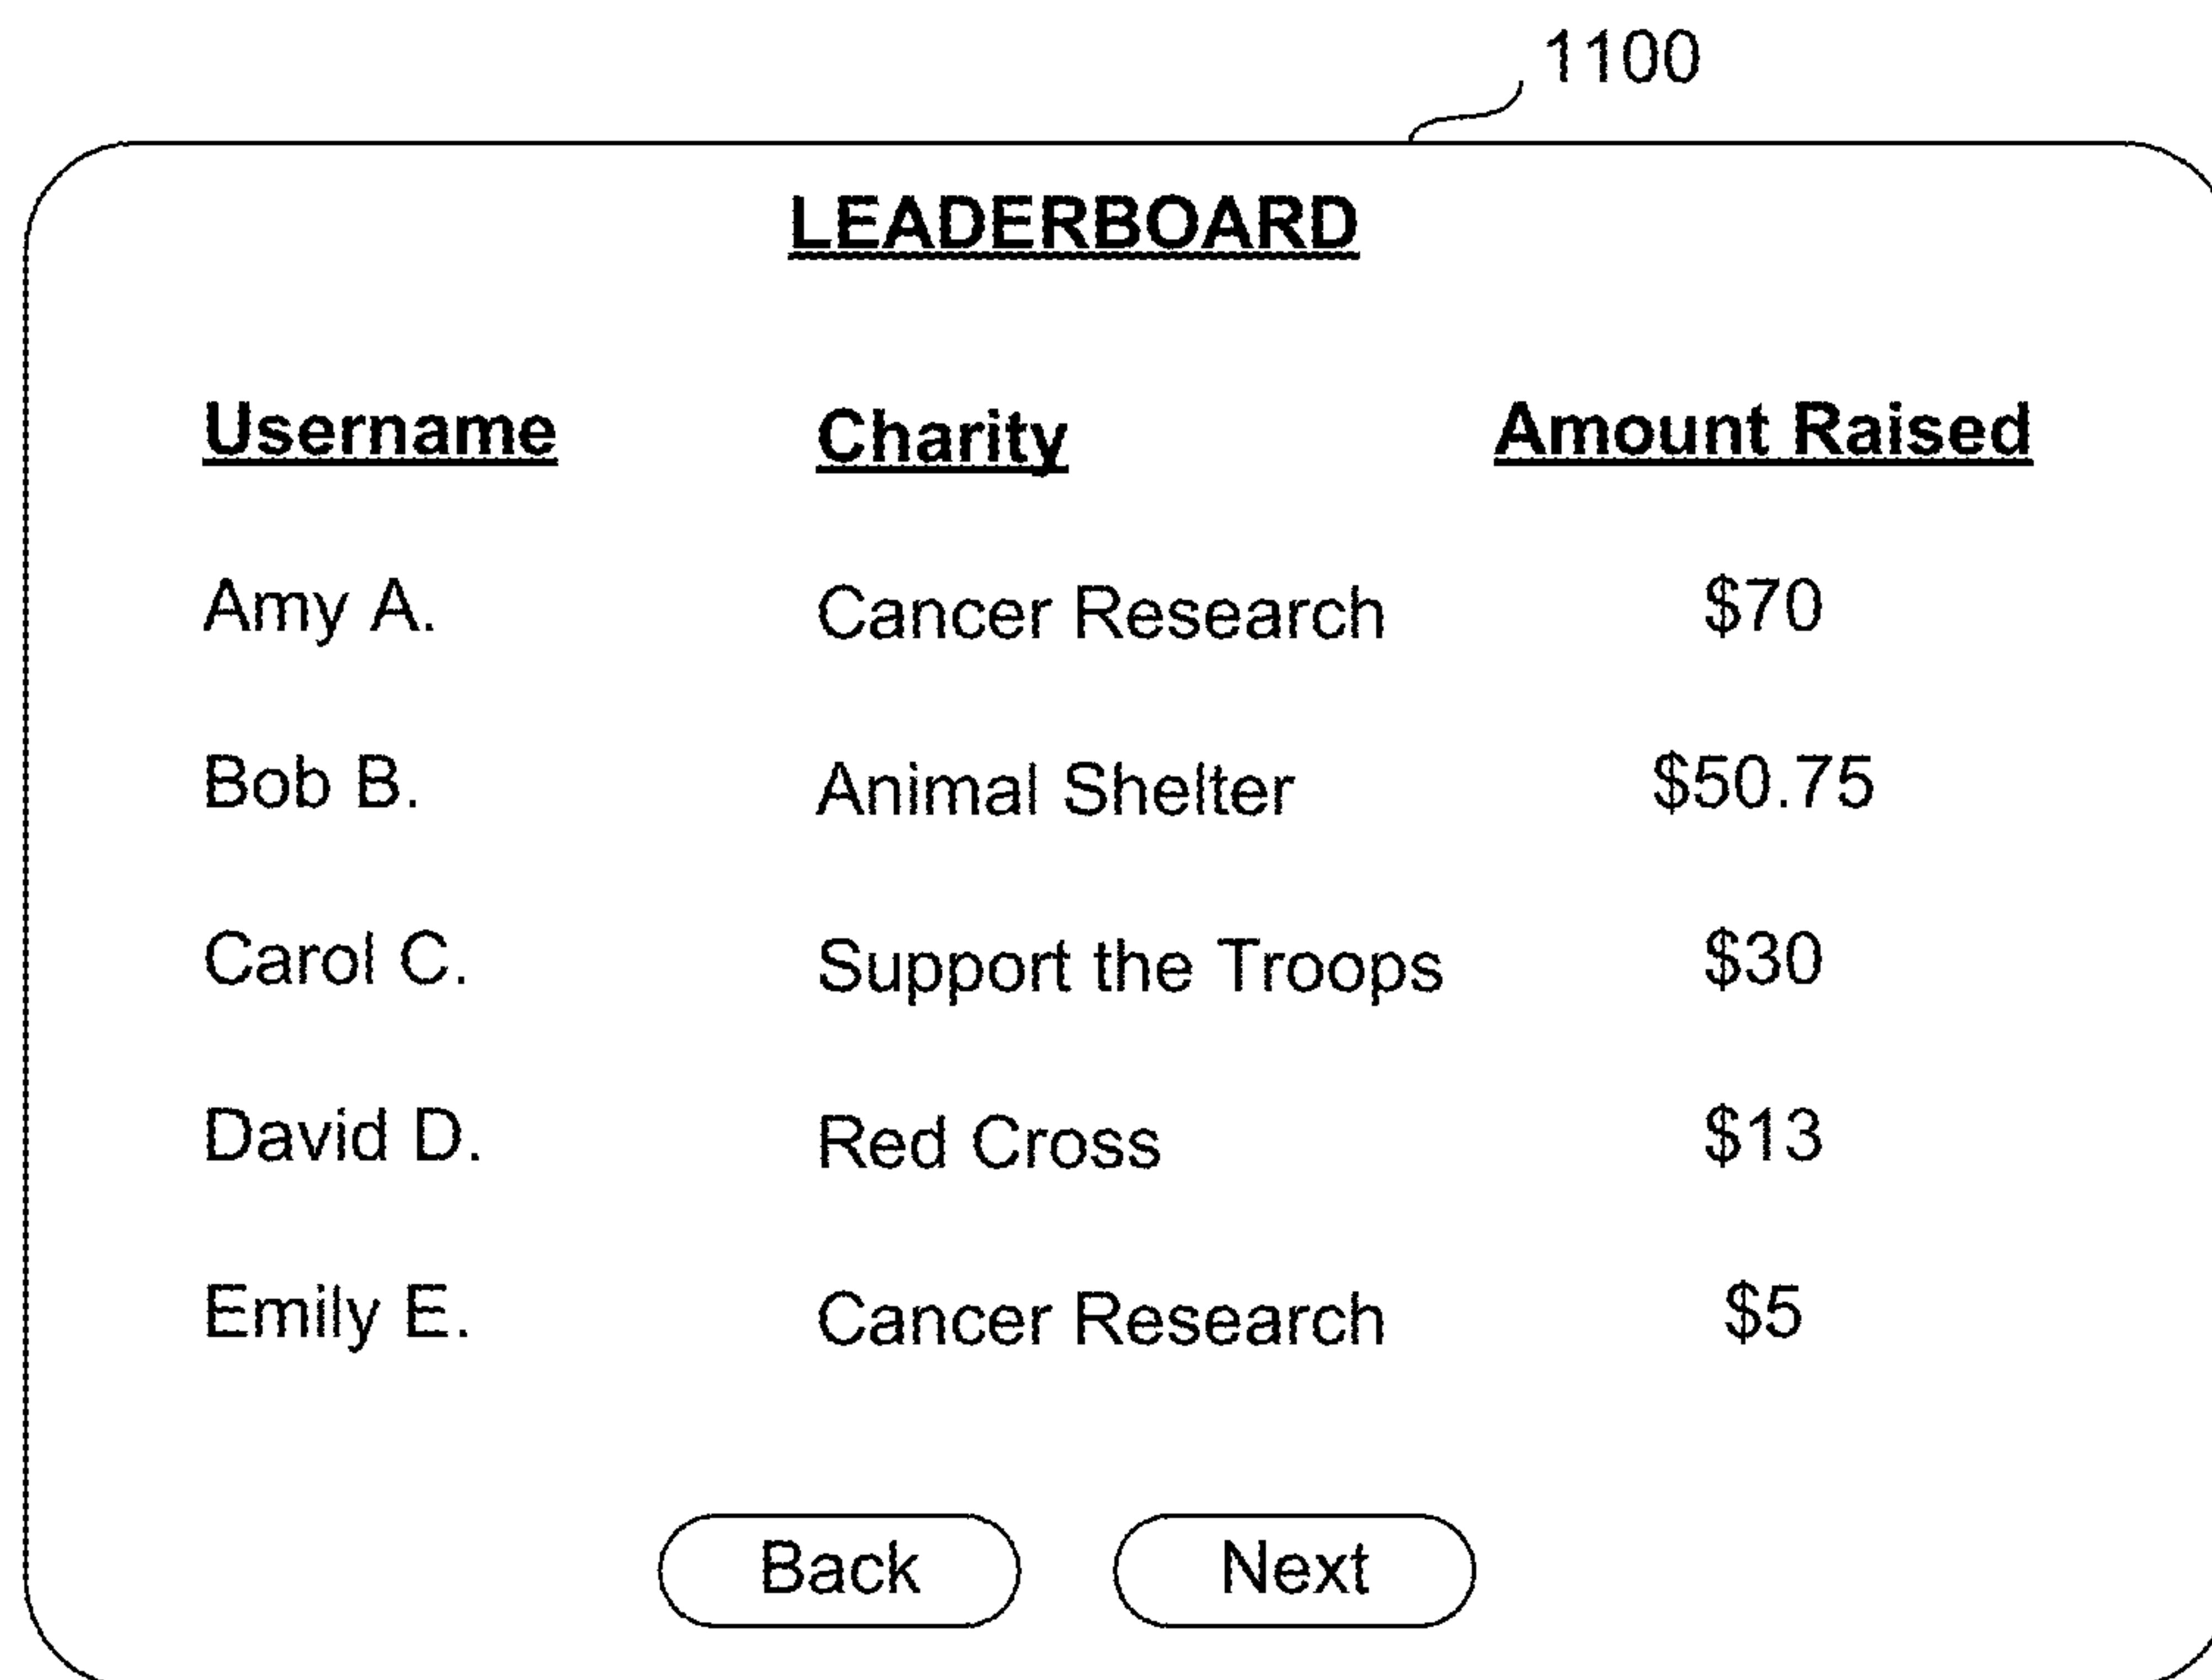 1100
LEADERBOARD
Username Charity Amount Raised
Amy A. Cancer Research $70
Bob B. Animal Shelter $50.75
Carol C. Support the Troops $30
David D. Red Cross $13
Emily E. Cancer Research $5
Back Next